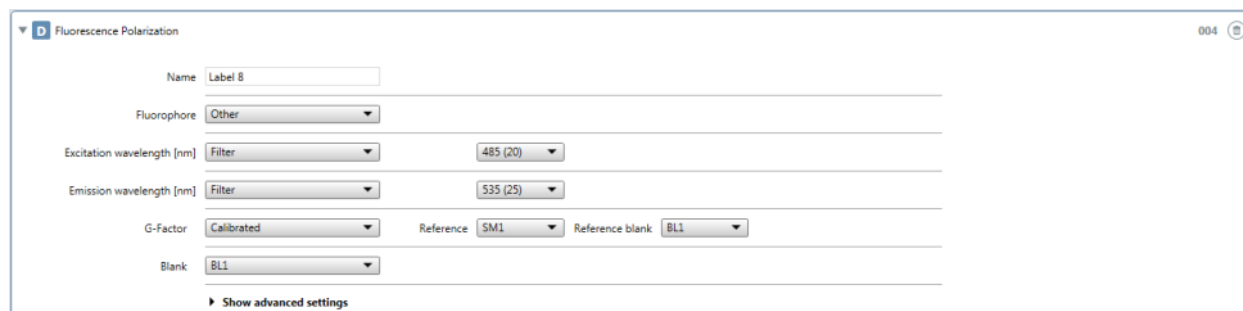 D Fluorescence Polarization 004
Name Label 8
Fluorophore Other
Excitation wavelength [nm] Filter 485 (20)
Emission wavelength [nm] Filter 535 (25)
G-Factor Calibrated Reference SM1 Reference blank BL1
Blank BL1
Show advanced settings